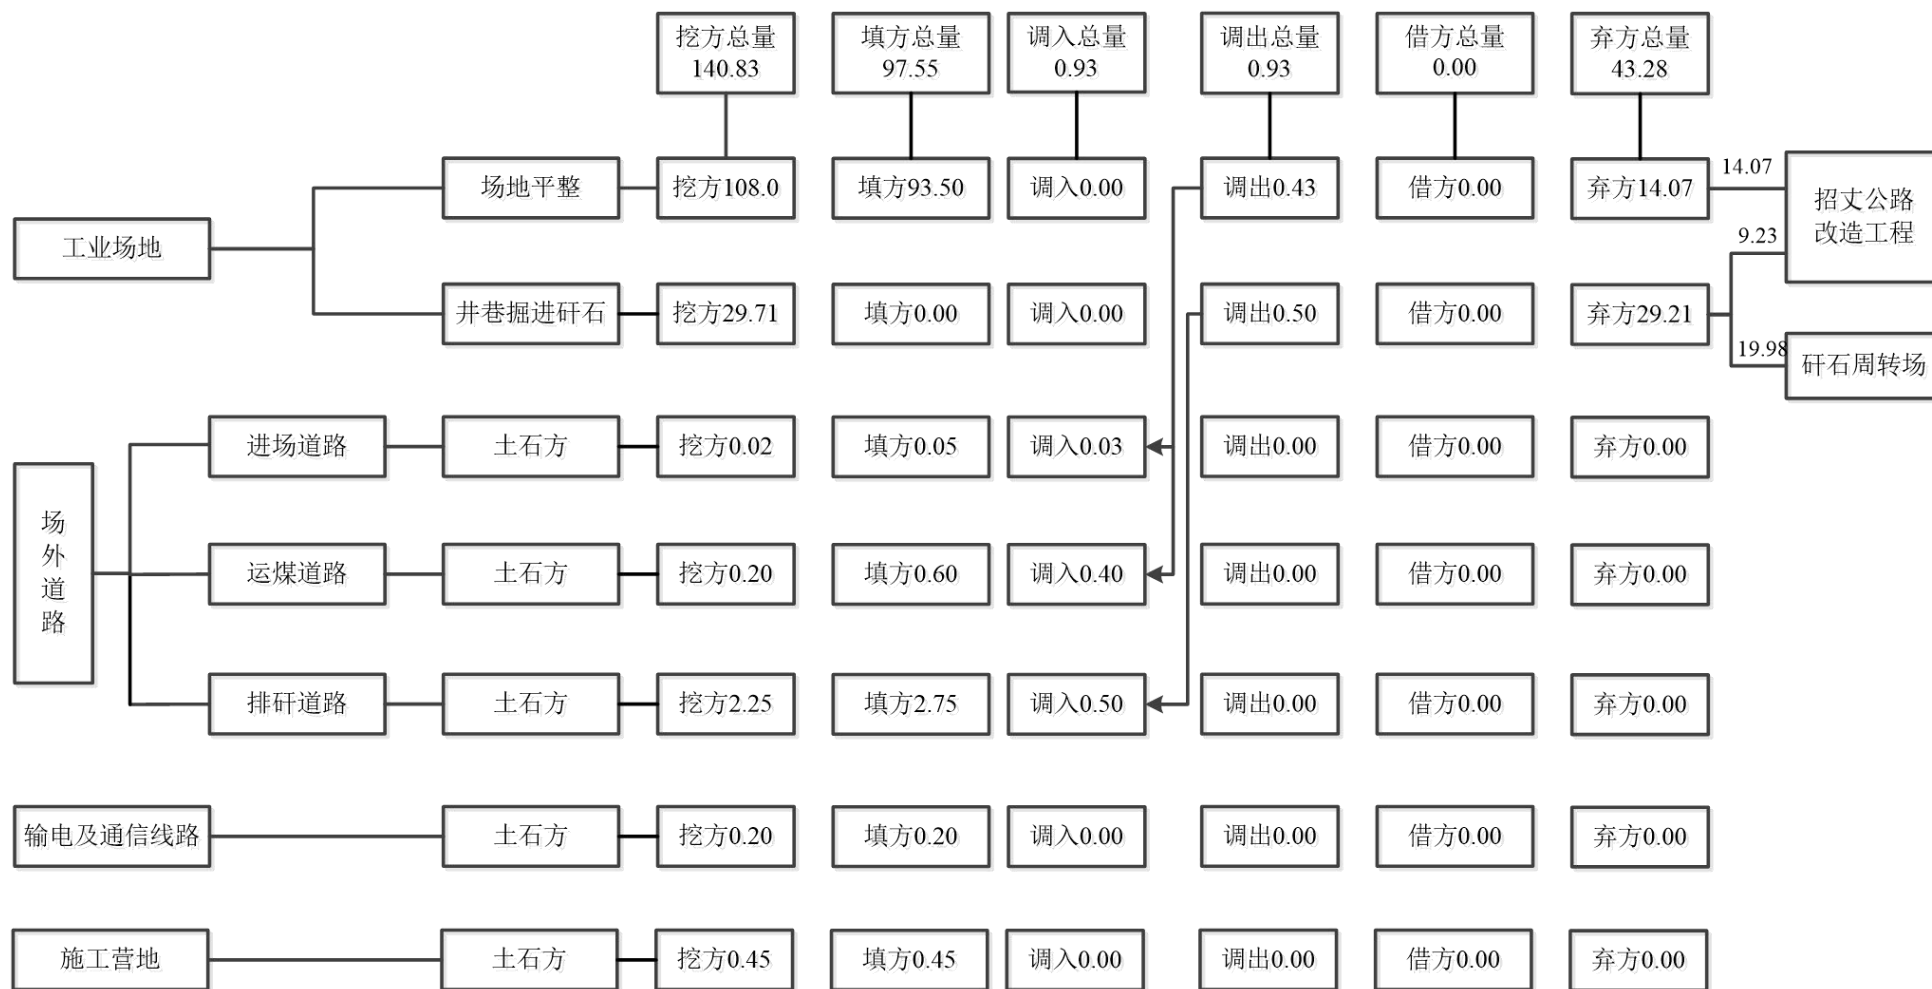 挖方总量
140.83
填方总量
97.55
调入总量
0.93
调出总量
0.93
借方总量
0.00
弃方总量
43.28
工业场地
场地平整
挖方108.0
填方93.50
调入0.00
调出0.43
借方0.00
弃方14.07
14.07
招丈公路
改造工程
井巷掘进矸石
挖方29.71
填方0.00
调入0.00
调出0.50
借方0.00
弃方29.21
9.23
19.98
矸石周转场
场
外
道
路
进场道路
土石方
挖方0.02
填方0.05
调入0.03
调出0.00
借方0.00
弃方0.00
运煤道路
土石方
挖方0.20
填方0.60
调入0.40
调出0.00
借方0.00
弃方0.00
排矸道路
土石方
挖方2.25
填方2.75
调入0.50
调出0.00
借方0.00
弃方0.00
输电及通信线路
土石方
挖方0.20
填方0.20
调入0.00
调出0.00
借方0.00
弃方0.00
施工营地
土石方
挖方0.45
填方0.45
调入0.00
调出0.00
借方0.00
弃方0.00